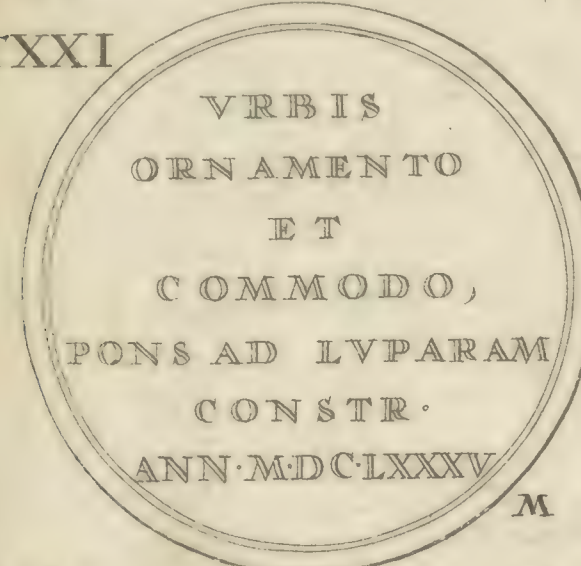 XXI
VRBIS
ORNAMENTO
ET
COMMODO,
PONS AD LVPARAM
CONSTR·
ANN·M·DC·LXXXV
M